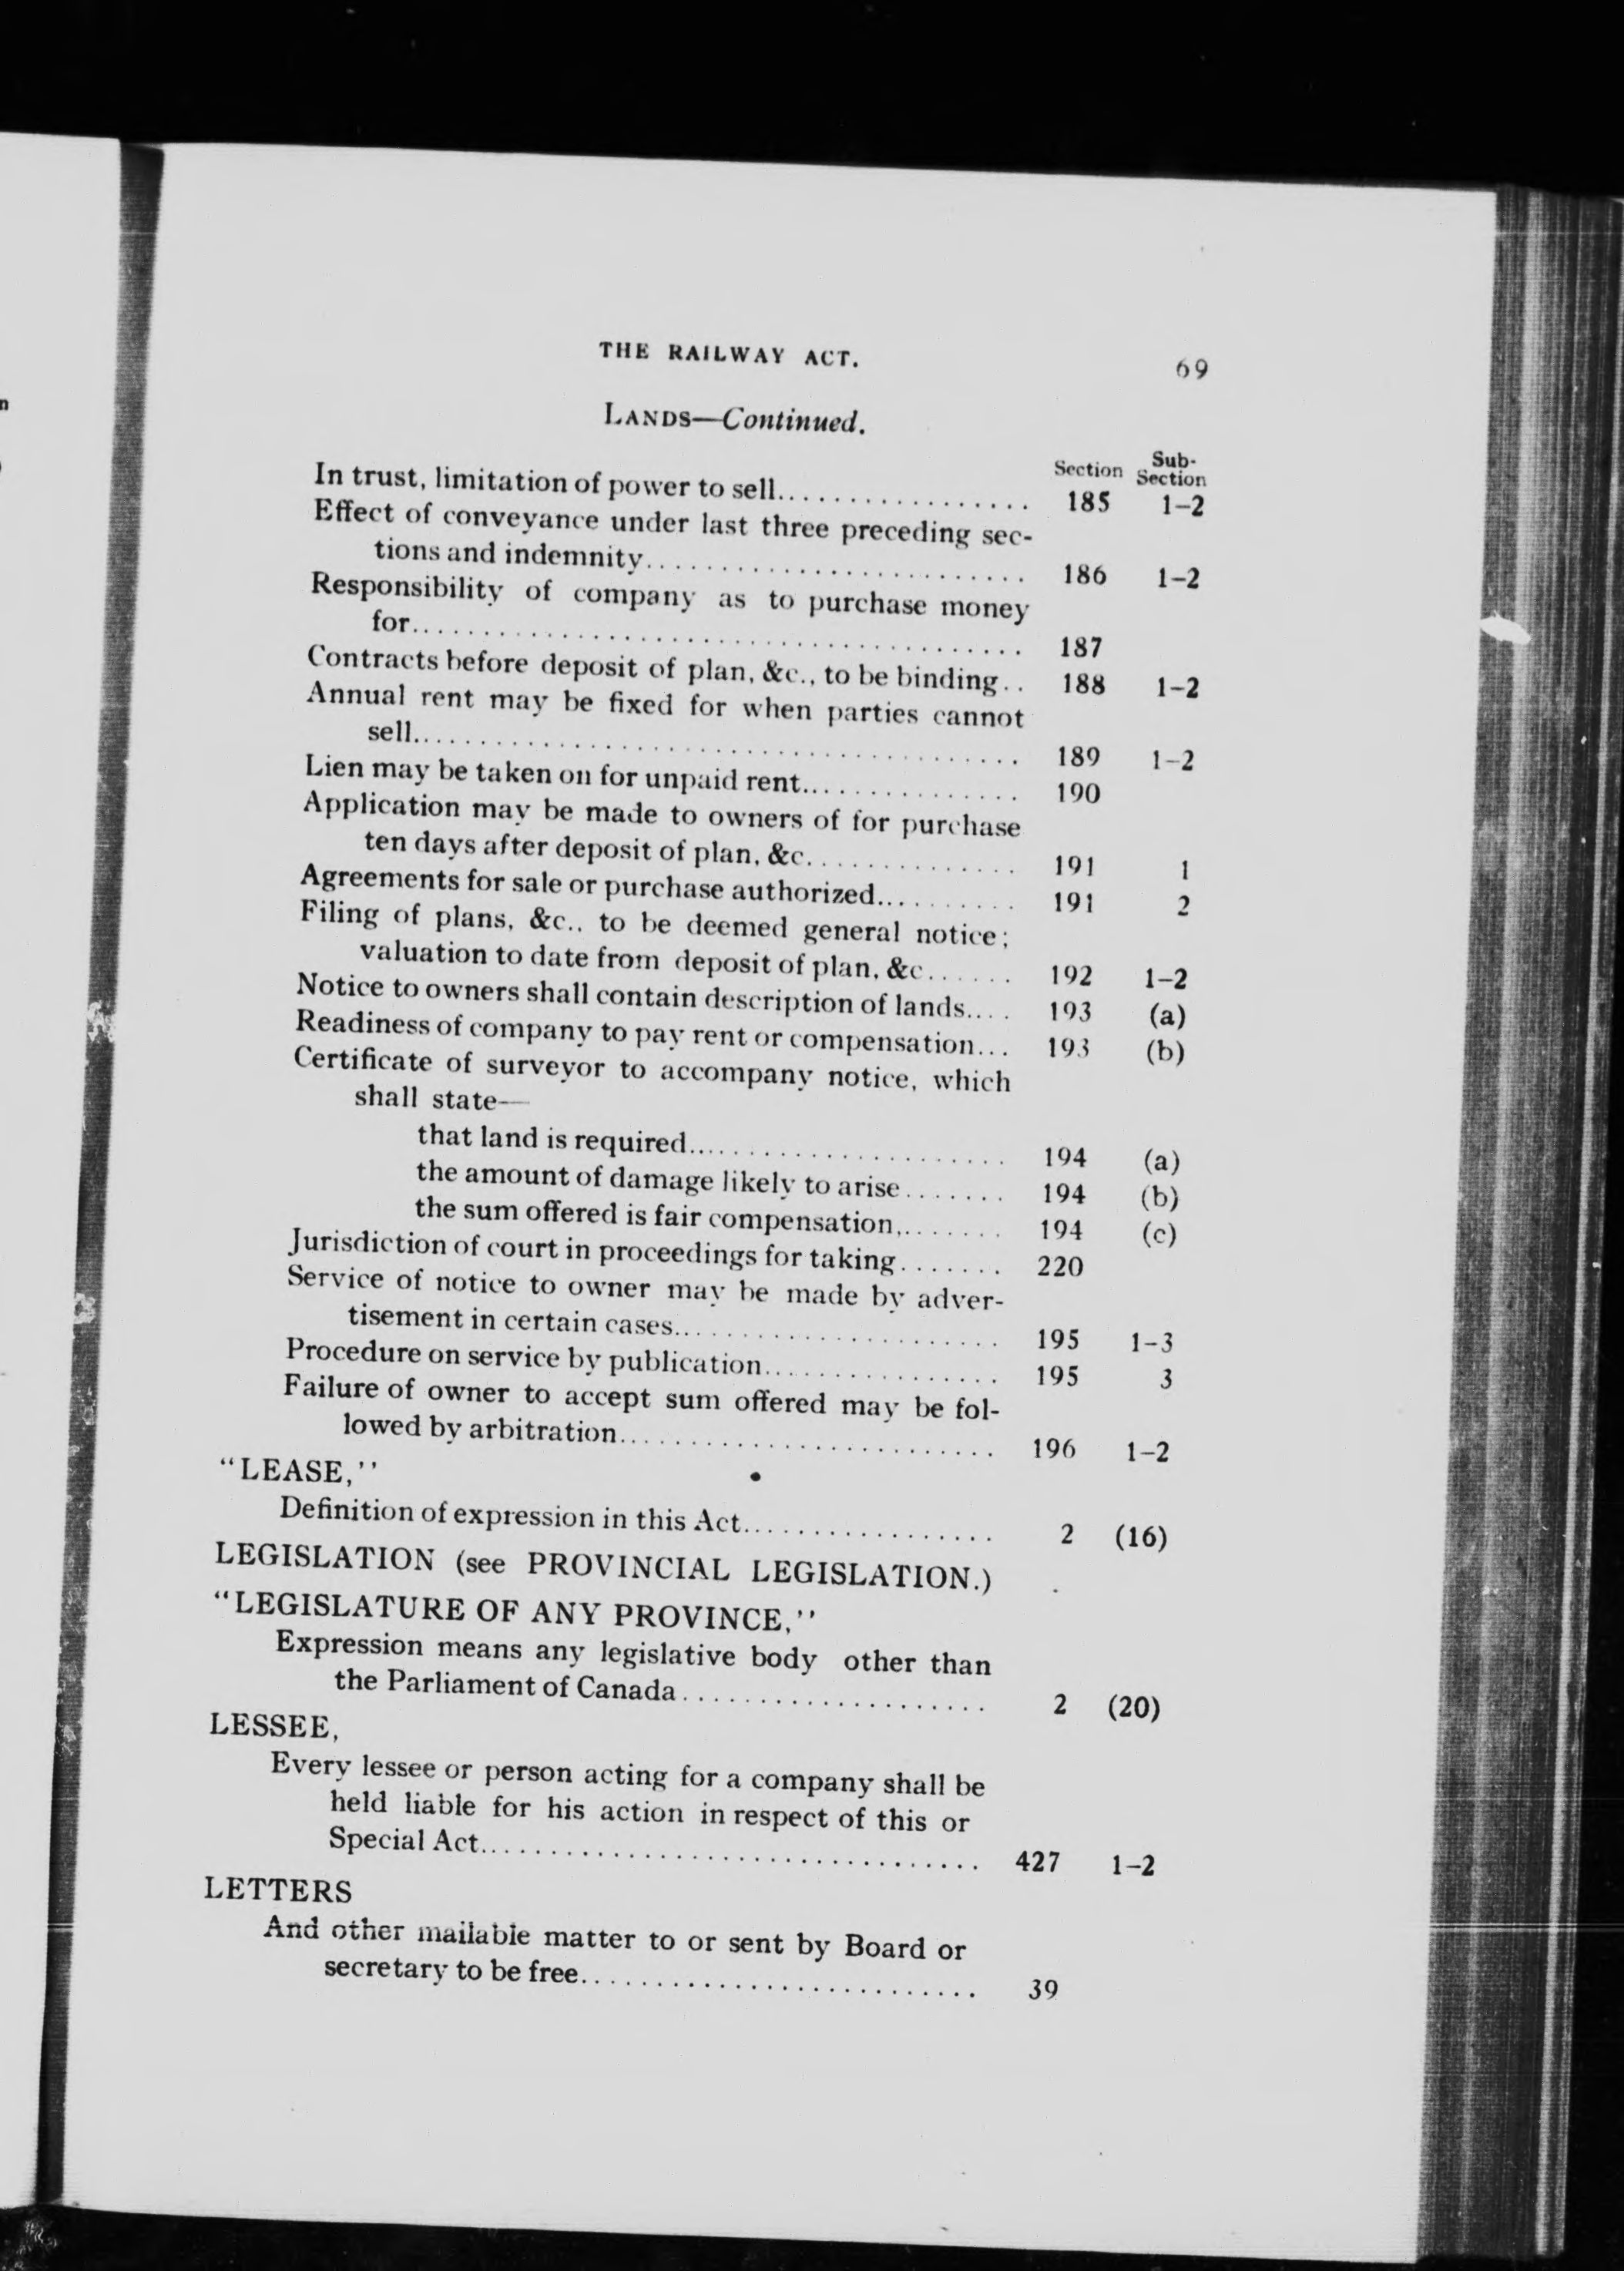 THE RAILWAY ACT.
69
LANDS—Continued.
Section Sub-Section
In trust, limitation of power to sell................. 185 1-2
Effect of conveyance under last three preceding sec-
tions and indemnity......................... 186 1-2
Responsibility of company as to purchase money
for.................................... 187
Contracts before deposit of plan, &c., to be binding.. 188 1-2
Annual rent may be fixed for when parties cannot
sell.................................... 189 1-2
Lien may be taken on for unpaid rent............... 190
Application may be made to owners of for purchase
ten days after deposit of plan, &c............... 191 1
Agreements for sale or purchase authorized.......... 191 2
Filing of plans, &c., to be deemed general notice;
valuation to date from deposit of plan, &c...... 192 1-2
Notice to owners shall contain description of lands.... 193 (a)
Readiness of company to pay rent or compensation... 193 (b)
Certificate of surveyor to accompany notice, which
shall state—
that land is required...................... 194 (a)
the amount of damage likely to arise....... 194 (b)
the sum offered is fair compensation,....... 194 (c)
Jurisdiction of court in proceedings for taking....... 220
Service of notice to owner may be made by adver-
tisement in certain cases...................... 195 1-3
Procedure on service by publication................ 195 3
Failure of owner to accept sum offered may be fol-
lowed by arbitration......................... 196 1-2
"LEASE,"
Definition of expression in this Act................. 2 (16)
LEGISLATION (see PROVINCIAL LEGISLATION.)
"LEGISLATURE OF ANY PROVINCE,"
Expression means any legislative body other than
the Parliament of Canada.................... 2 (20)
LESSEE,
Every lessee or person acting for a company shall be
held liable for his action in respect of this or
Special Act................................. 427 1-2
LETTERS
And other mailable matter to or sent by Board or
secretary to be free.......................... 39